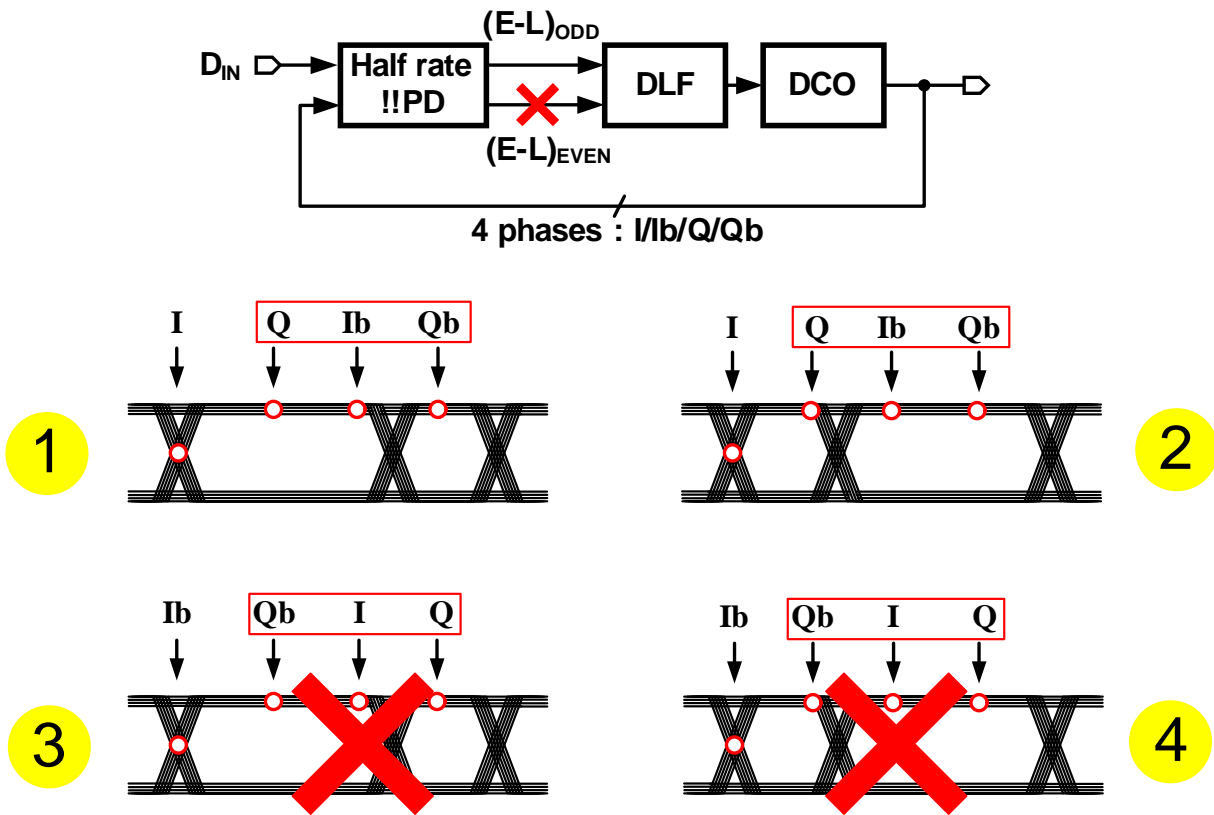 (E-L)ODD
DIN
Half rate
!!PD
DLF
DCO
(E-L)EVEN
4 phases : I/Ib/Q/Qb
I Q Ib Qb
I Q Ib Qb
1
2
Ib Qb I Q
Ib Qb I Q
3
4